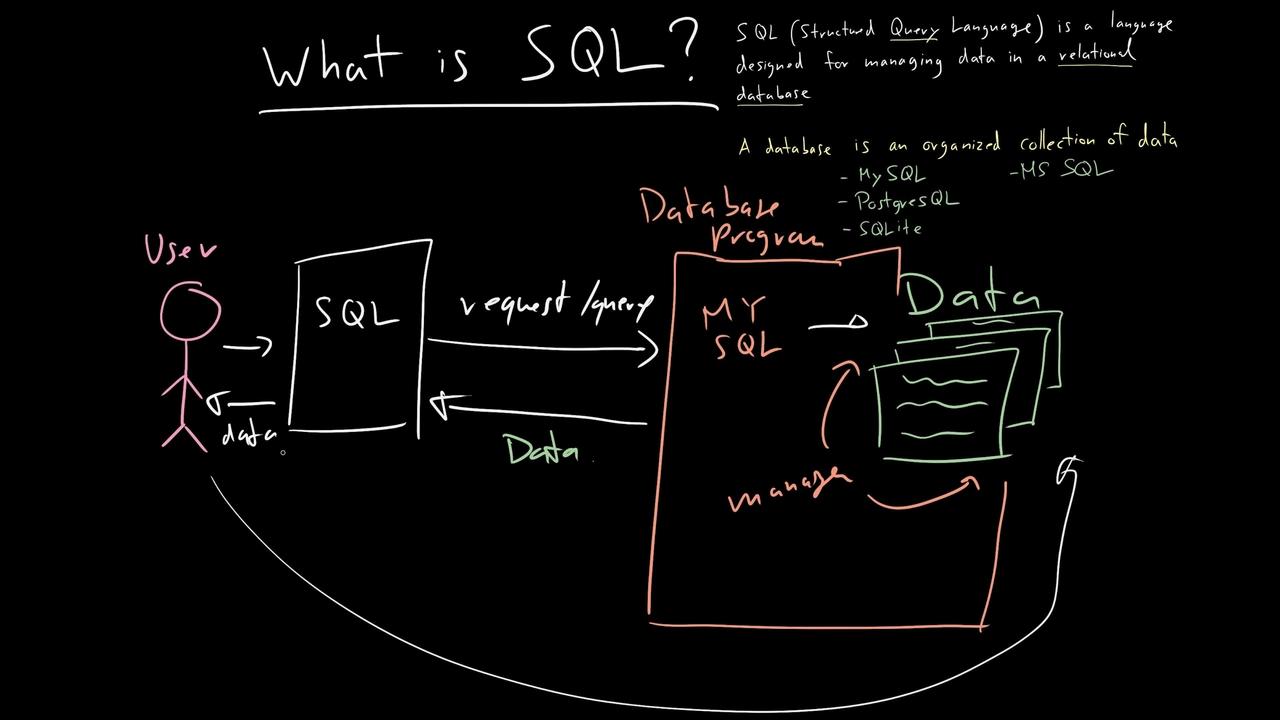 What is SQL?
SQL (Structured Query Language) is a language
designed for managing data in a relational
database
A database is an organized collection of data
- MySQL
- MS SQL
- PostgresQL
- SQLite
Database
Program
User
SQL
request/query
MY
SQL
Data
data
Data
manages